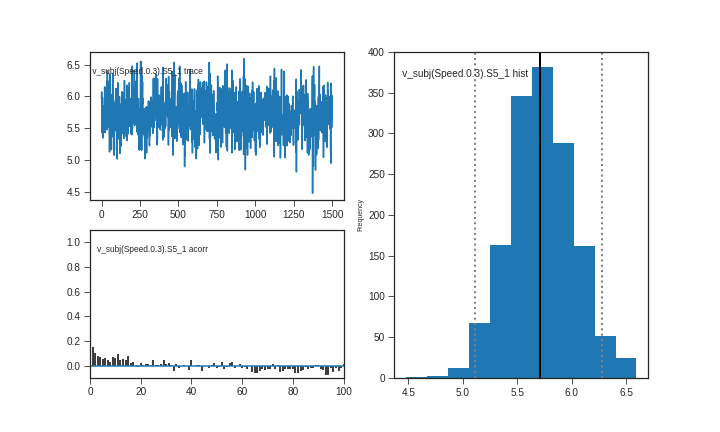 v_subj(Speed.0.3).S5_1 trace
6.5
6.0
5.5
5.0
4.5
0 250 500 750 1000 1250 1500
v_subj(Speed.0.3).S5_1 acorr
1.0
0.8
0.6
0.4
0.2
0.0
0 20 40 60 80 100
v_subj(Speed.0.3).S5_1 hist
Frequency
400
350
300
250
200
150
100
50
0
4.5 5.0 5.5 6.0 6.5